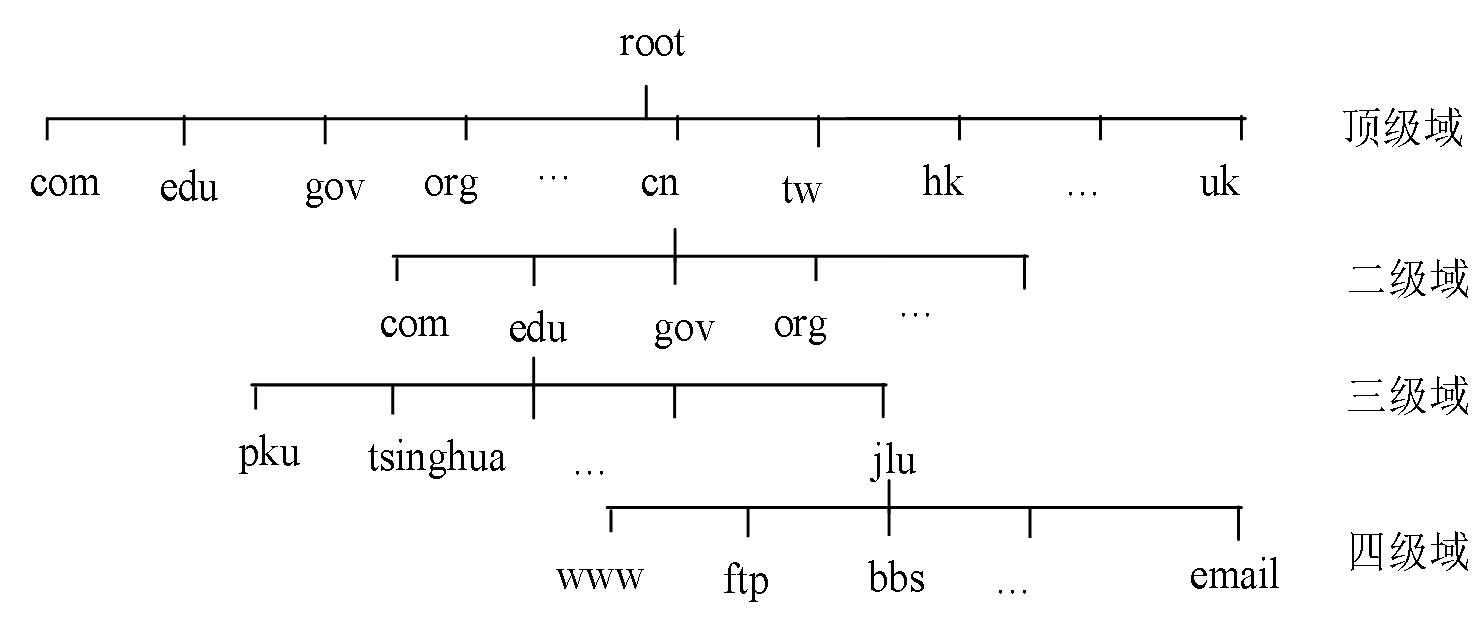 root
顶级域
com edu gov org … cn tw hk … uk
二级域
com edu gov org …
三级域
pku tsinghua … jlu
四级域
www ftp bbs … email